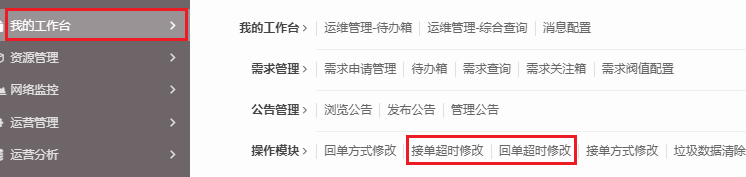 我的工作台
资源管理
网络监控
运营管理
运营分析
我的工作台 运维管理-待办箱 运维管理-综合查询 消息配置
需求管理 需求申请管理 待办箱 需求查询 需求关注箱 需求阀值配置
公告管理 浏览公告 发布公告 管理公告
操作模块 回单方式修改 接单超时修改 回单超时修改 接单方式修改 垃圾数据清除